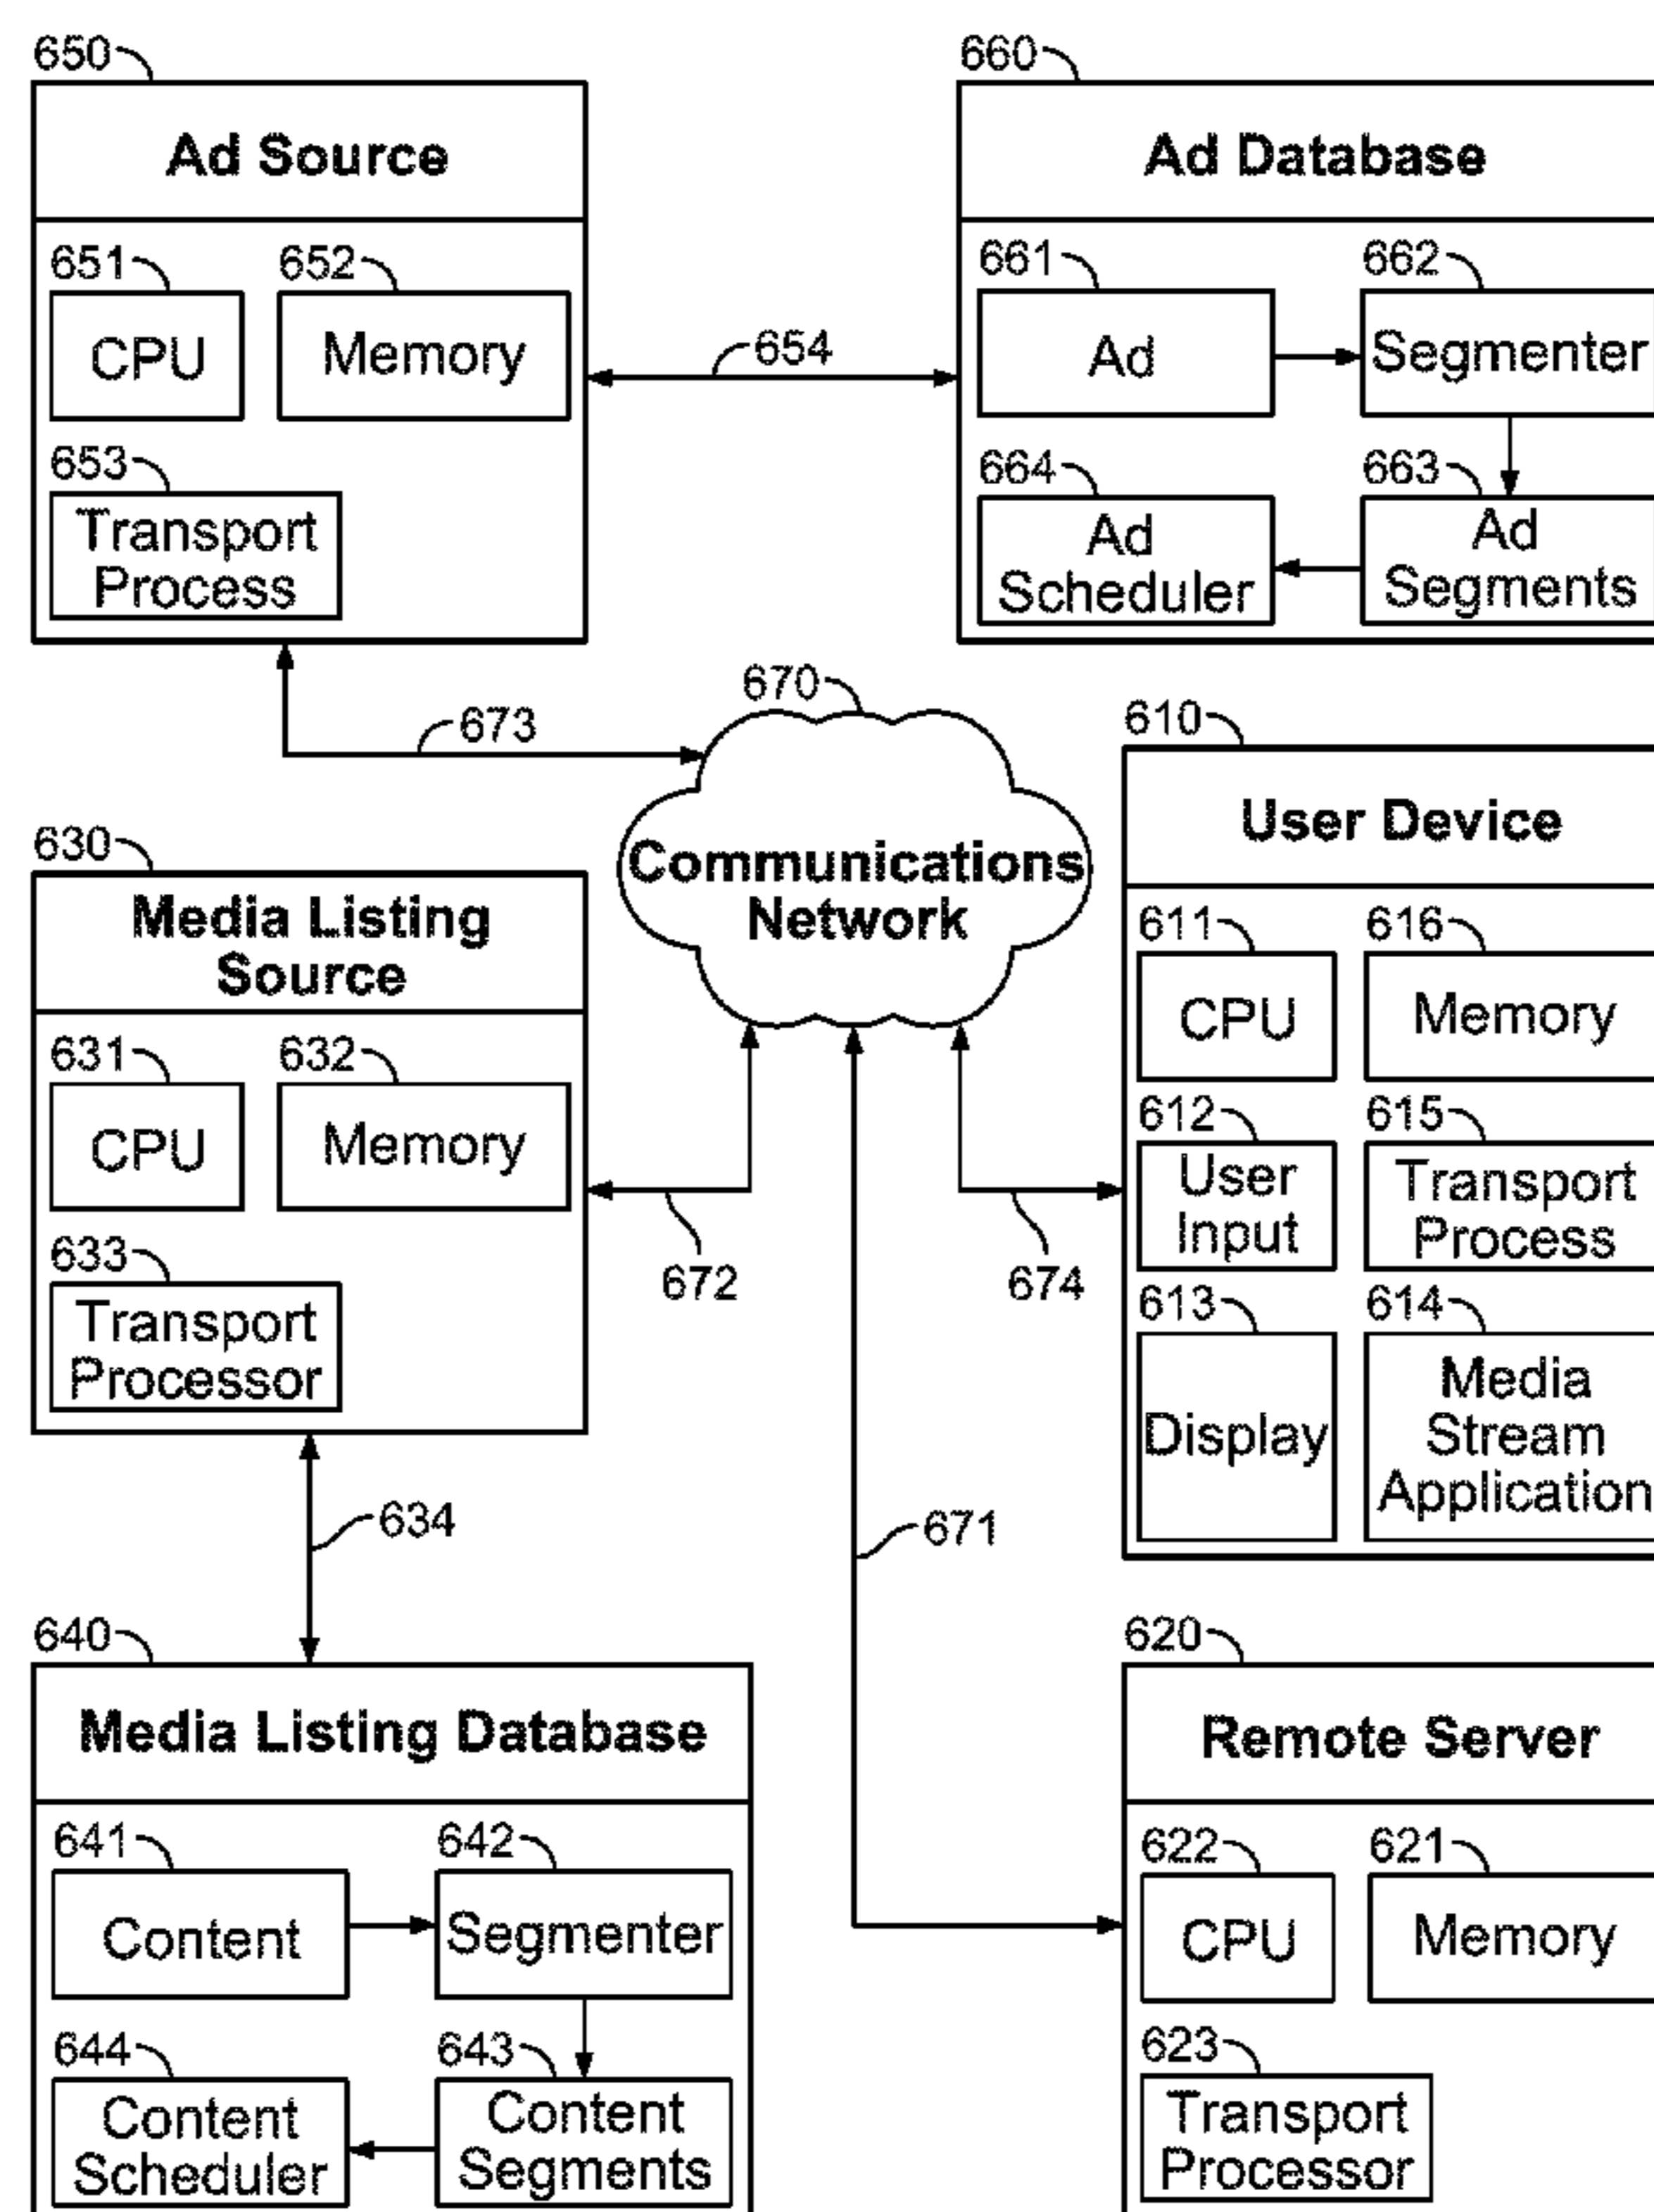 650
Ad Source
651
652
CPU
Memory
653
Transport
Process
654
660
Ad Database
661
662
Ad
Segmenter
664
663
Ad
Scheduler
Ad
Segments
673
670
Communications
Network
610
User Device
611
616
CPU
Memory
612
615
User
Input
Transport
Process
613
614
Display
Media
Stream
Application
630
Media Listing
Source
631
632
CPU
Memory
633
Transport
Processor
672
674
634
671
640
Media Listing Database
641
642
Content
Segmenter
644
643
Content
Scheduler
Content
Segments
620
Remote Server
622
621
CPU
Memory
623
Transport
Processor